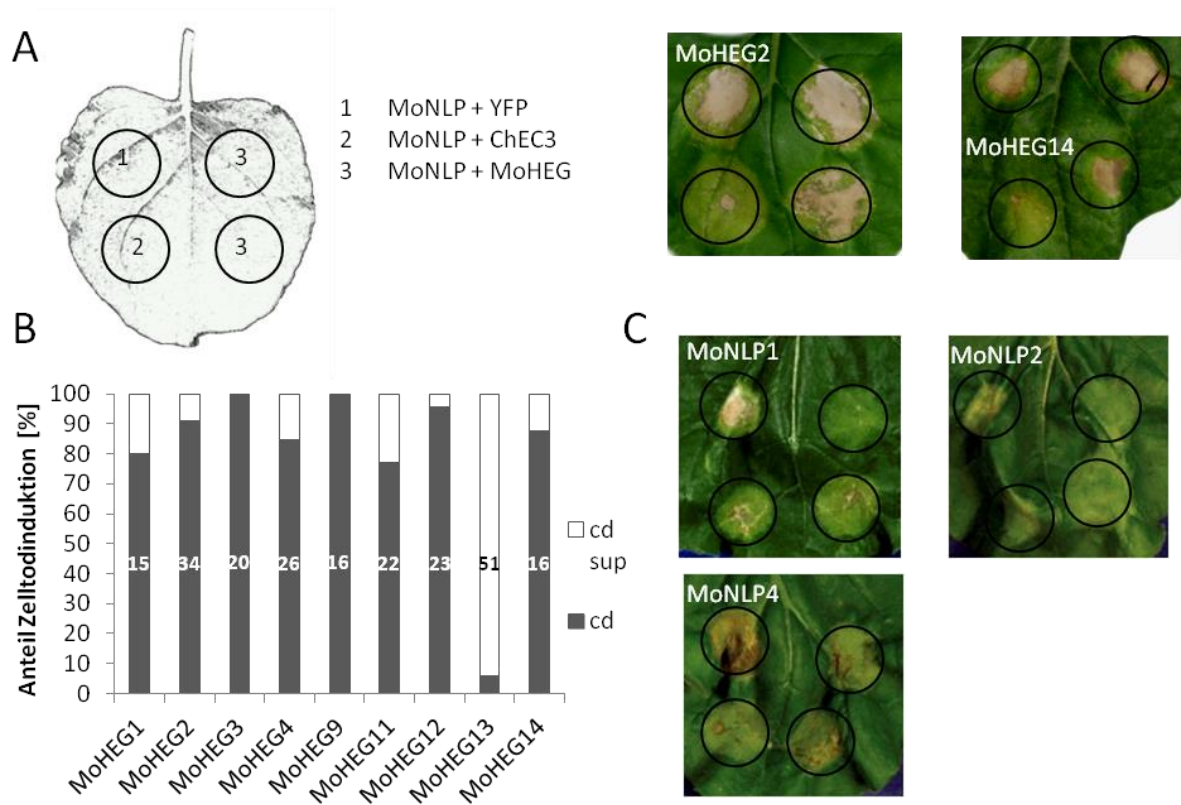 A
1 MoNLP + YFP
2 MoNLP + ChEC3
3 MoNLP + MoHEG
1
3
2
3
MoHEG2
MoHEG14
B
Anteil Zelltodinduktion [%]
100
90
80
70
60
50
40
30
20
10
0
15 34 20 26 16 22 23 51 16
MoHEG1
MoHEG2
MoHEG3
MoHEG4
MoHEG9
MoHEG11
MoHEG12
MoHEG13
MoHEG14
cd
sup
cd
C
MoNLP1
MoNLP2
MoNLP4